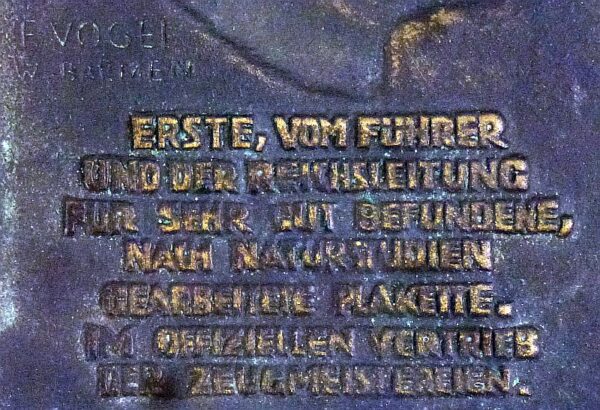 F. VOGEL
W. BARMEN
ERSTE, VOM FÜHRER
UND DER REICHSLEITUNG
FÜR SEHR GUT BEFUNDENE,
NACH NATURSTUDIEN
GEARBEITETE PLAKETTE.
IM OFFIZIELLEN VERTRIEB
DER ZEUGMEISTEREIEN.